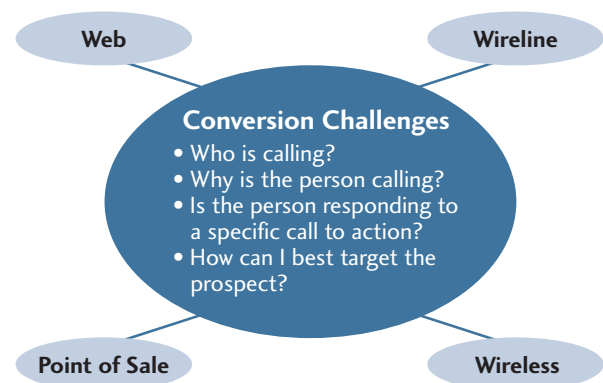 Web
Wireline
Conversion Challenges
• Who is calling?
• Why is the person calling?
• Is the person responding to
a specific call to action?
• How can I best target the
prospect?
Point of Sale
Wireless